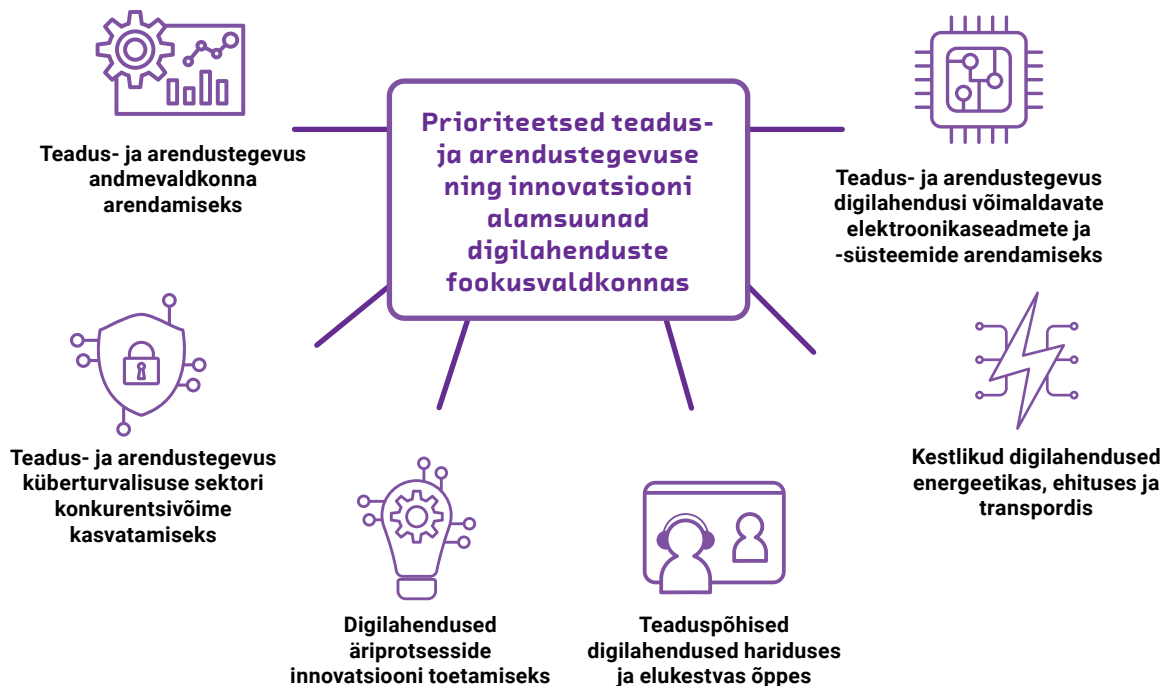 Prioriteetsed teadus-
ja arendustegevuse
ning innovatsiooni
alamsuunad
digilahenduste
fookusvaldkonnas
Teadus- ja arendustegevus
andmevaldkonna
arendamiseks
Teadus- ja arendustegevus
digilahendusi võimaldavate
elektroonikaseadmete ja
-süsteemide arendamiseks
Teadus- ja arendustegevus
küberturvalisuse sektori
konkurentsivõime
kasvatamiseks
Kestlikud digilahendused
energeetikas, ehituses ja
transpordis
Digilahendused
äriprotsesside
innovatsiooni toetamiseks
Teaduspõhised
digilahendused hariduses
ja elukestvas õppes